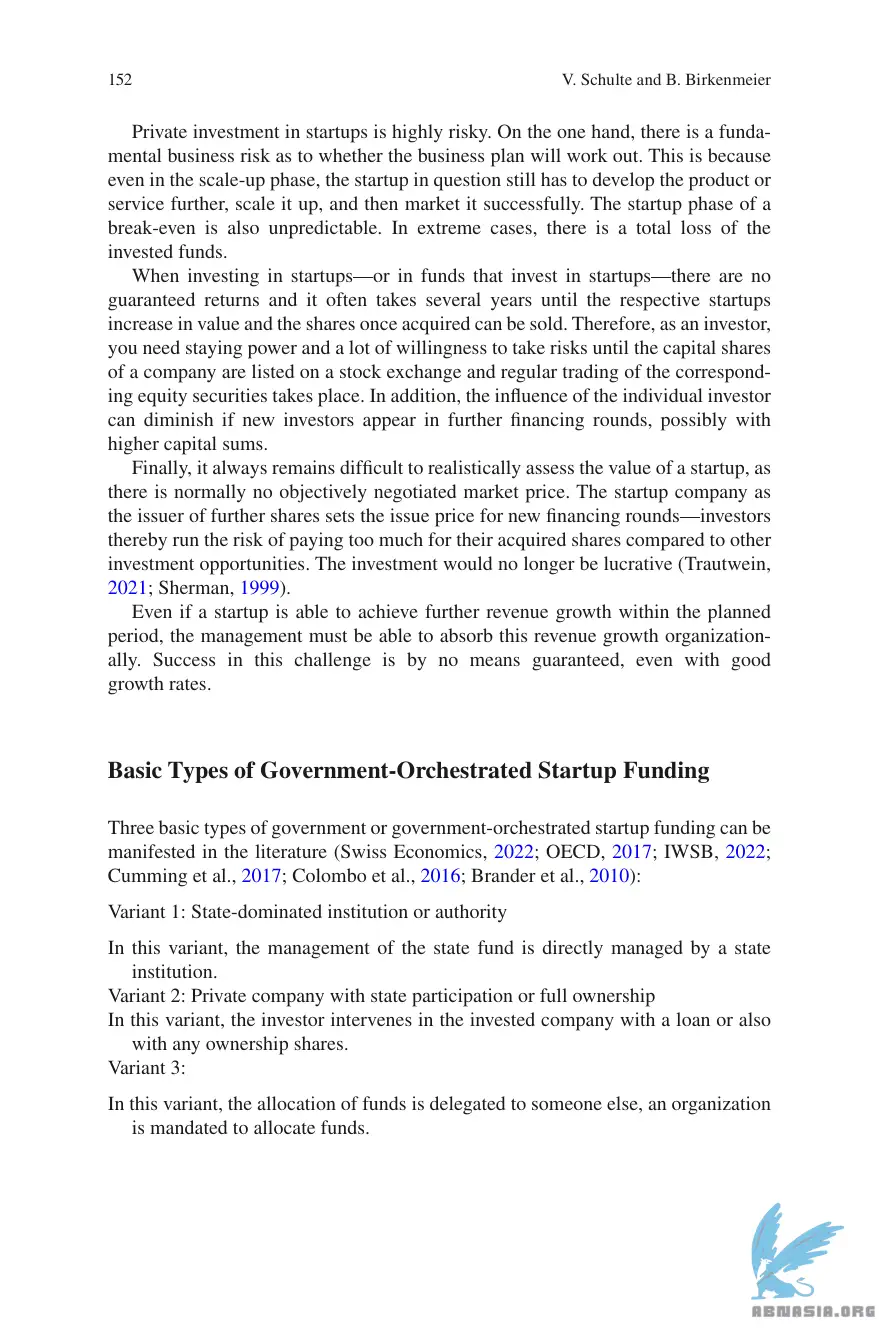 152
V. Schulte and B. Birkenmeier
Private investment in startups is highly risky. On the one hand, there is a funda-
mental business risk as to whether the business plan will work out. This is because
even in the scale-up phase, the startup in question still has to develop the product or
service further, scale it up, and then market it successfully. The startup phase of a
break-even is also unpredictable. In extreme cases, there is a total loss of the
invested funds.
When investing in startups—or in funds that invest in startups—there are no
guaranteed returns and it often takes several years until the respective startups
increase in value and the shares once acquired can be sold. Therefore, as an investor,
you need staying power and a lot of willingness to take risks until the capital shares
of a company are listed on a stock exchange and regular trading of the correspond-
ing equity securities takes place. In addition, the influence of the individual investor
can diminish if new investors appear in further financing rounds, possibly with
higher capital sums.
Finally, it always remains difficult to realistically assess the value of a startup, as
there is normally no objectively negotiated market price. The startup company as
the issuer of further shares sets the issue price for new financing rounds—investors
thereby run the risk of paying too much for their acquired shares compared to other
investment opportunities. The investment would no longer be lucrative (Trautwein,
2021; Sherman, 1999).
Even if a startup is able to achieve further revenue growth within the planned
period, the management must be able to absorb this revenue growth organization-
ally. Success in this challenge is by no means guaranteed, even with good
growth rates.
Basic Types of Government-Orchestrated Startup Funding
Three basic types of government or government-orchestrated startup funding can be
manifested in the literature (Swiss Economics, 2022; OECD, 2017; IWSB, 2022;
Cumming et al., 2017; Colombo et al., 2016; Brander et al., 2010):
Variant 1: State-dominated institution or authority
In this variant, the management of the state fund is directly managed by a state
institution.
Variant 2: Private company with state participation or full ownership
In this variant, the investor intervenes in the invested company with a loan or also
with any ownership shares.
Variant 3:
In this variant, the allocation of funds is delegated to someone else, an organization
is mandated to allocate funds.
ABNASIA.ORG